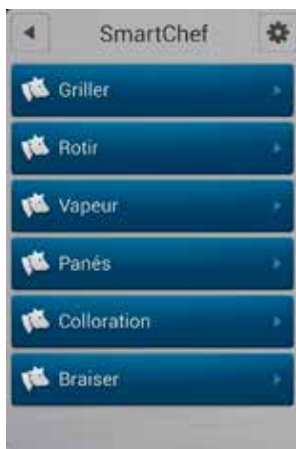 SmartChef
Griller
Rotir
Vapeur
Panés
Colloration
Braiser